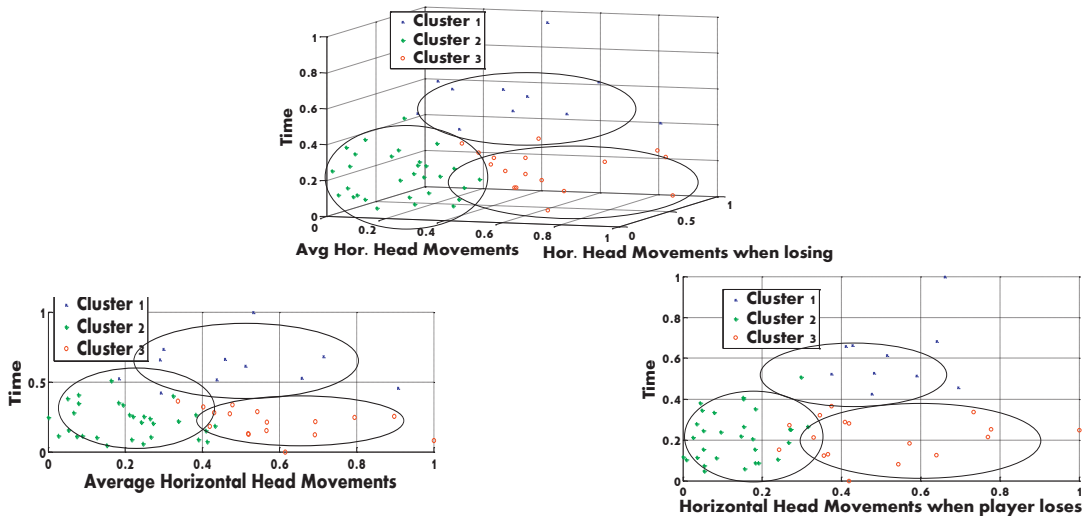 Cluster 1
Cluster 2
Cluster 3
1
0.8
0.6
0.4
0.2
0
Time
0
0.2
0.4
0.6
0.8
1
0
0.5
1
Avg Hor. Head Movements
Hor. Head Movements when losing
Cluster 1
Cluster 2
Cluster 3
1
0.5
0
Time
0
0.2
0.4
0.6
0.8
1
Average Horizontal Head Movements
Cluster 1
Cluster 2
Cluster 3
1
0.8
0.6
0.4
0.2
0
Time
0
0.2
0.4
0.6
0.8
1
Horizontal Head Movements when player loses